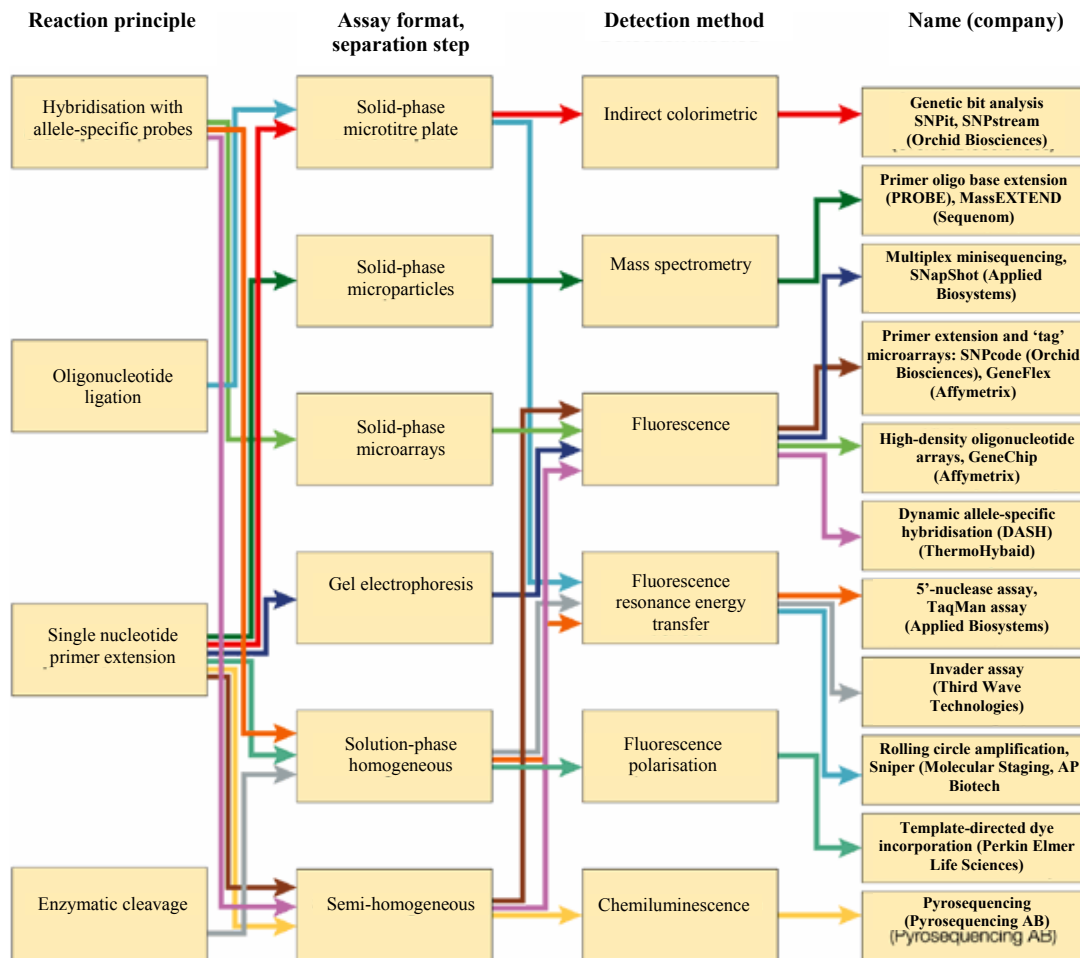 Reaction principle
Assay format,
separation step
Detection method
Name (company)
Hybridisation with
allele-specific probes
Oligonucleotide
ligation
Single nucleotide
primer extension
Enzymatic cleavage
Solid-phase
microtitre plate
Solid-phase
microparticles
Solid-phase
microarrays
Gel electrophoresis
Solution-phase
homogeneous
Semi-homogeneous
Indirect colorimetric
Mass spectrometry
Fluorescence
Fluorescence
resonance energy
transfer
Fluorescence
polarisation
Chemiluminescence
Genetic bit analysis
SNPit, SNPstream
(Orchid Biosciences)
Primer oligo base extension
(PROBE), MassEXTEND
(Sequenom)
Multiplex minisequencing,
SNapShot (Applied
Biosystems)
Primer extension and ‘tag’
microarrays: SNPcode (Orchid
Biosciences), GeneFlex
(Affymetrix)
High-density oligonucleotide
arrays, GeneChip
(Affymetrix)
Dynamic allele-specific
hybridisation (DASH)
(ThermoHybaid)
5’-nuclease assay,
TaqMan assay
(Applied Biosystems)
Invader assay
(Third Wave
Technologies)
Rolling circle amplification,
Sniper (Molecular Staging, AP
Biotech
Template-directed dye
incorporation (Perkin Elmer
Life Sciences)
Pyrosequencing
(Pyrosequencing AB)
(Pyrosequencing AB)